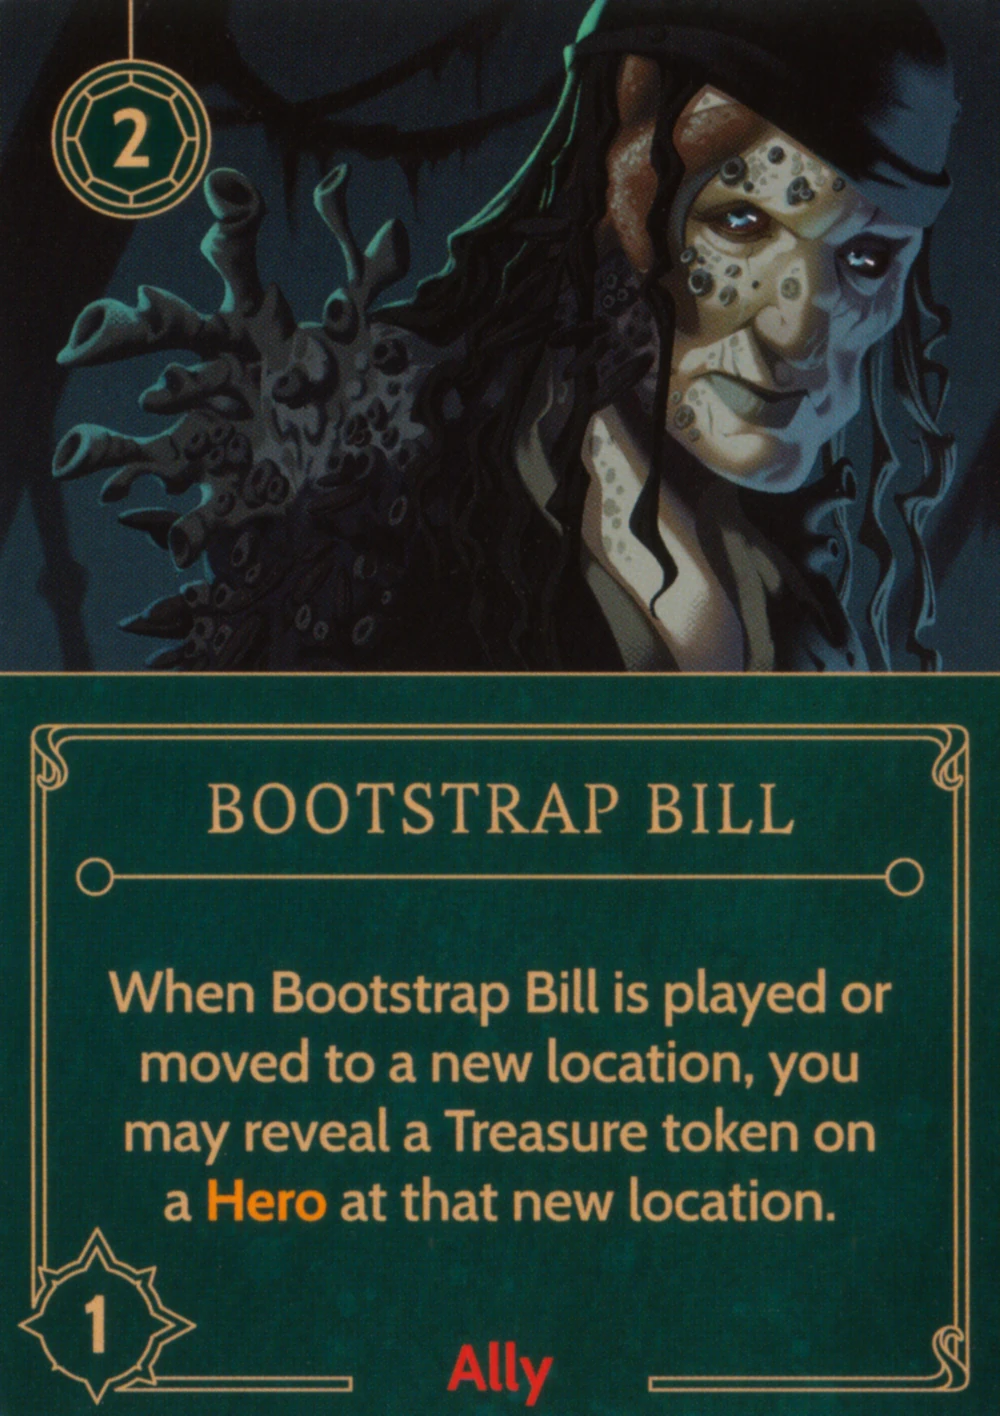 2
BOOTSTRAP BILL
When Bootstrap Bill is played or
moved to a new location, you
may reveal a Treasure token on
a Hero at that new location.
1
Ally